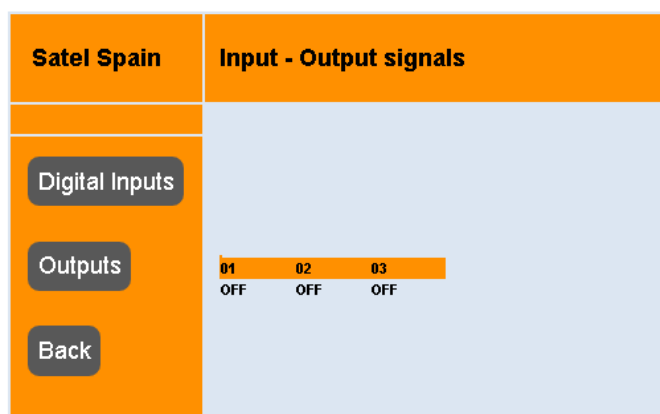 Satel Spain
Input - Output signals
Digital Inputs
Outputs
Back
01 02 03
OFF OFF OFF